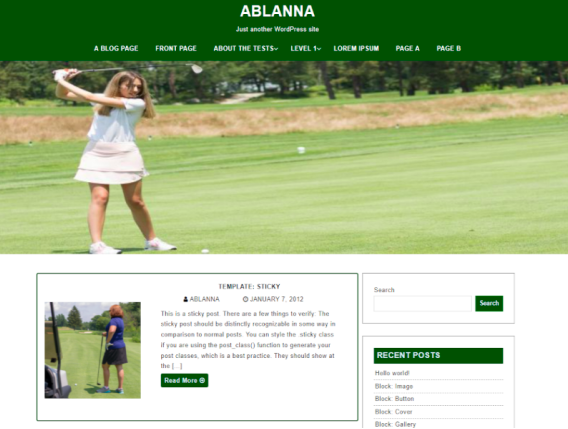 ABLANNA
Just another WordPress site
A BLOG PAGE FRONT PAGE ABOUT THE TESTS LEVEL 1 LOREM IPSUM PAGE A PAGE B
TEMPLATE: STICKY
ABLANNA JANUARY 7, 2012
This is a sticky post. There are a few things to verify: The
sticky post should be distinctly recognizable in some way in
comparison to normal posts. You can style the .sticky class
if you are using the post_class() function to generate your
post classes, which is a best practice. They should show at
the [...]
Read More
Search
Search
RECENT POSTS
Hello world!
Block: Image
Block: Button
Block: Cover
Block: Gallery